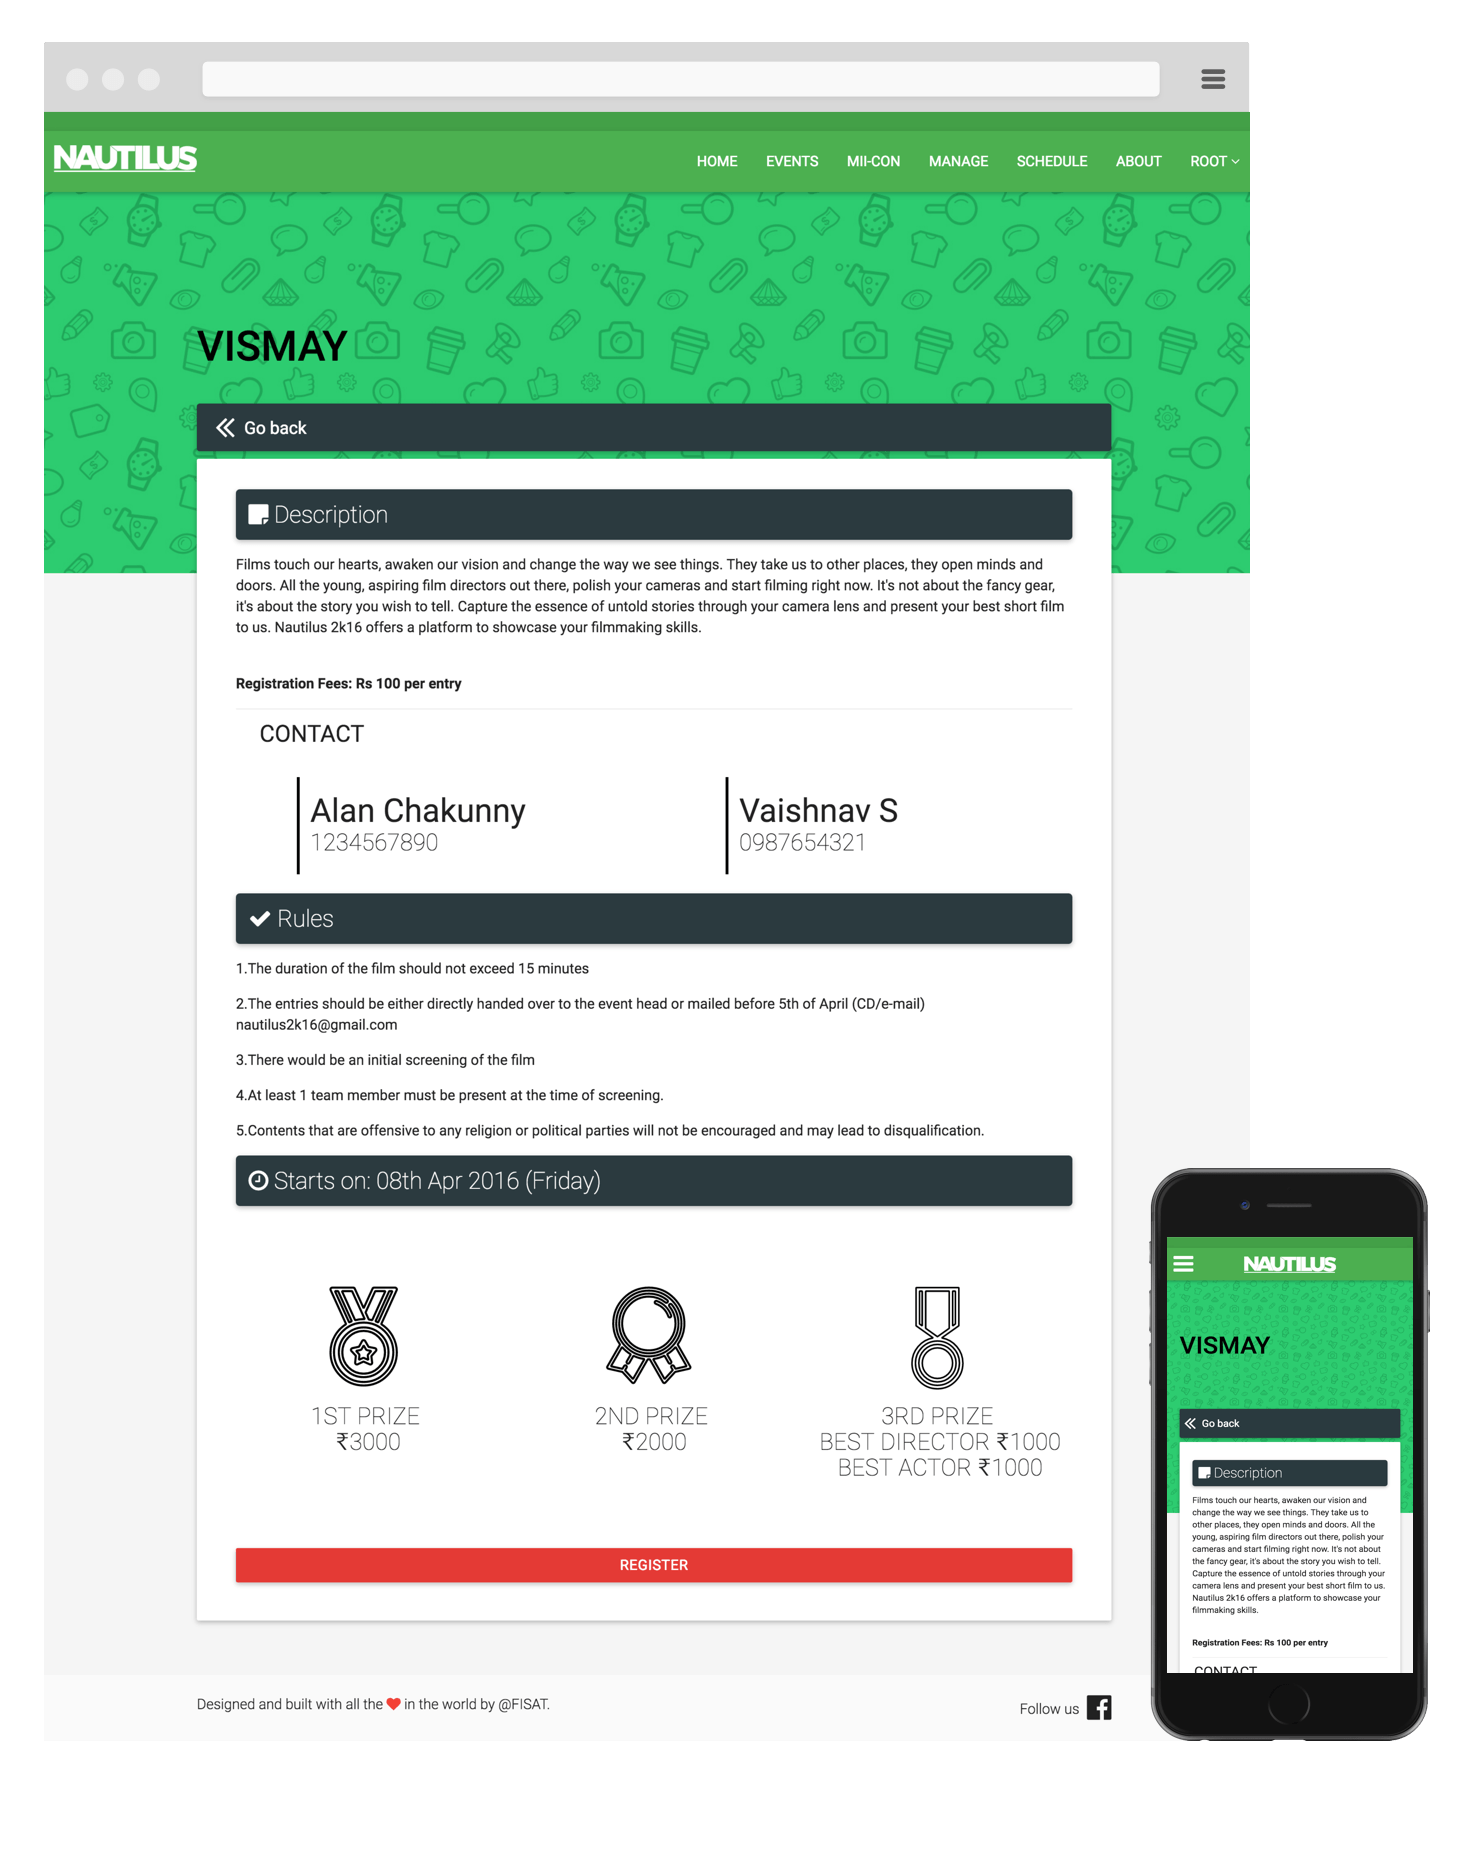 NAUTILUS
HOME EVENTS MII-CON MANAGE SCHEDULE ABOUT ROOT
VISMAY
Go back
Description
Films touch our hearts, awaken our vision and change the way we see things. They take us to other places, they open minds and
doors. All the young, aspiring film directors out there, polish your cameras and start filming right now. It's not about the fancy gear,
it's about the story you wish to tell. Capture the essence of untold stories through your camera lens and present your best short film
to us. Nautilus 2k16 offers a platform to showcase your filmmaking skills.
Registration Fees: Rs 100 per entry
CONTACT
Alan Chakunny
1234567890
Vaishnav S
0987654321
Rules
1.The duration of the film should not exceed 15 minutes
2.The entries should be either directly handed over to the event head or mailed before 5th of April (CD/e-mail)
nautilus2k16@gmail.com
3.There would be an initial screening of the film
4.At least 1 team member must be present at the time of screening.
5.Contents that are offensive to any religion or political parties will not be encouraged and may lead to disqualification.
Starts on: 08th Apr 2016 (Friday)
1ST PRIZE
₹3000
2ND PRIZE
₹2000
3RD PRIZE
BEST DIRECTOR ₹1000
BEST ACTOR ₹1000
REGISTER
Designed and built with all the ❤ in the world by @FISAT.
Follow us
NAUTILUS
VISMAY
Go back
Description
Films touch our hearts, awaken our vision and
change the way we see things. They take us to
other places, they open minds and doors. All the
young, aspiring film directors out there, polish your
cameras and start filming right now. It's not about
the fancy gear, it's about the story you wish to tell.
Capture the essence of untold stories through your
camera lens and present your best short film to us.
Nautilus 2k16 offers a platform to showcase your
filmmaking skills.
Registration Fees: Rs 100 per entry
CONTACT